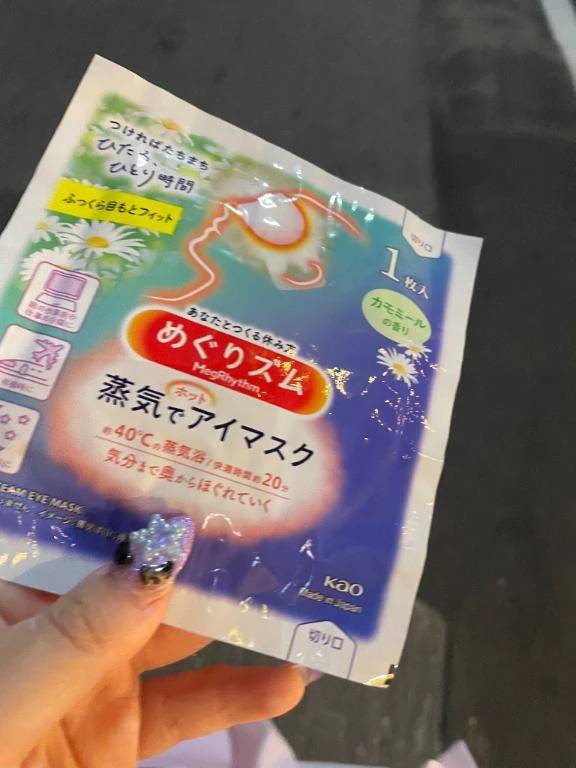 つければたちまち
ひとり時間
ふっくら目もとフィット
切り口
1枚入
カモミール
の香り
あなたとつくる休み方
めぐりズム
MegRhythm
ホット
蒸気でアイマスク
約40℃の蒸気浴/快適時間約20分
気分まで奥からほぐれていく
EAM EYE MASK
Kao
Made in Japan
切り口